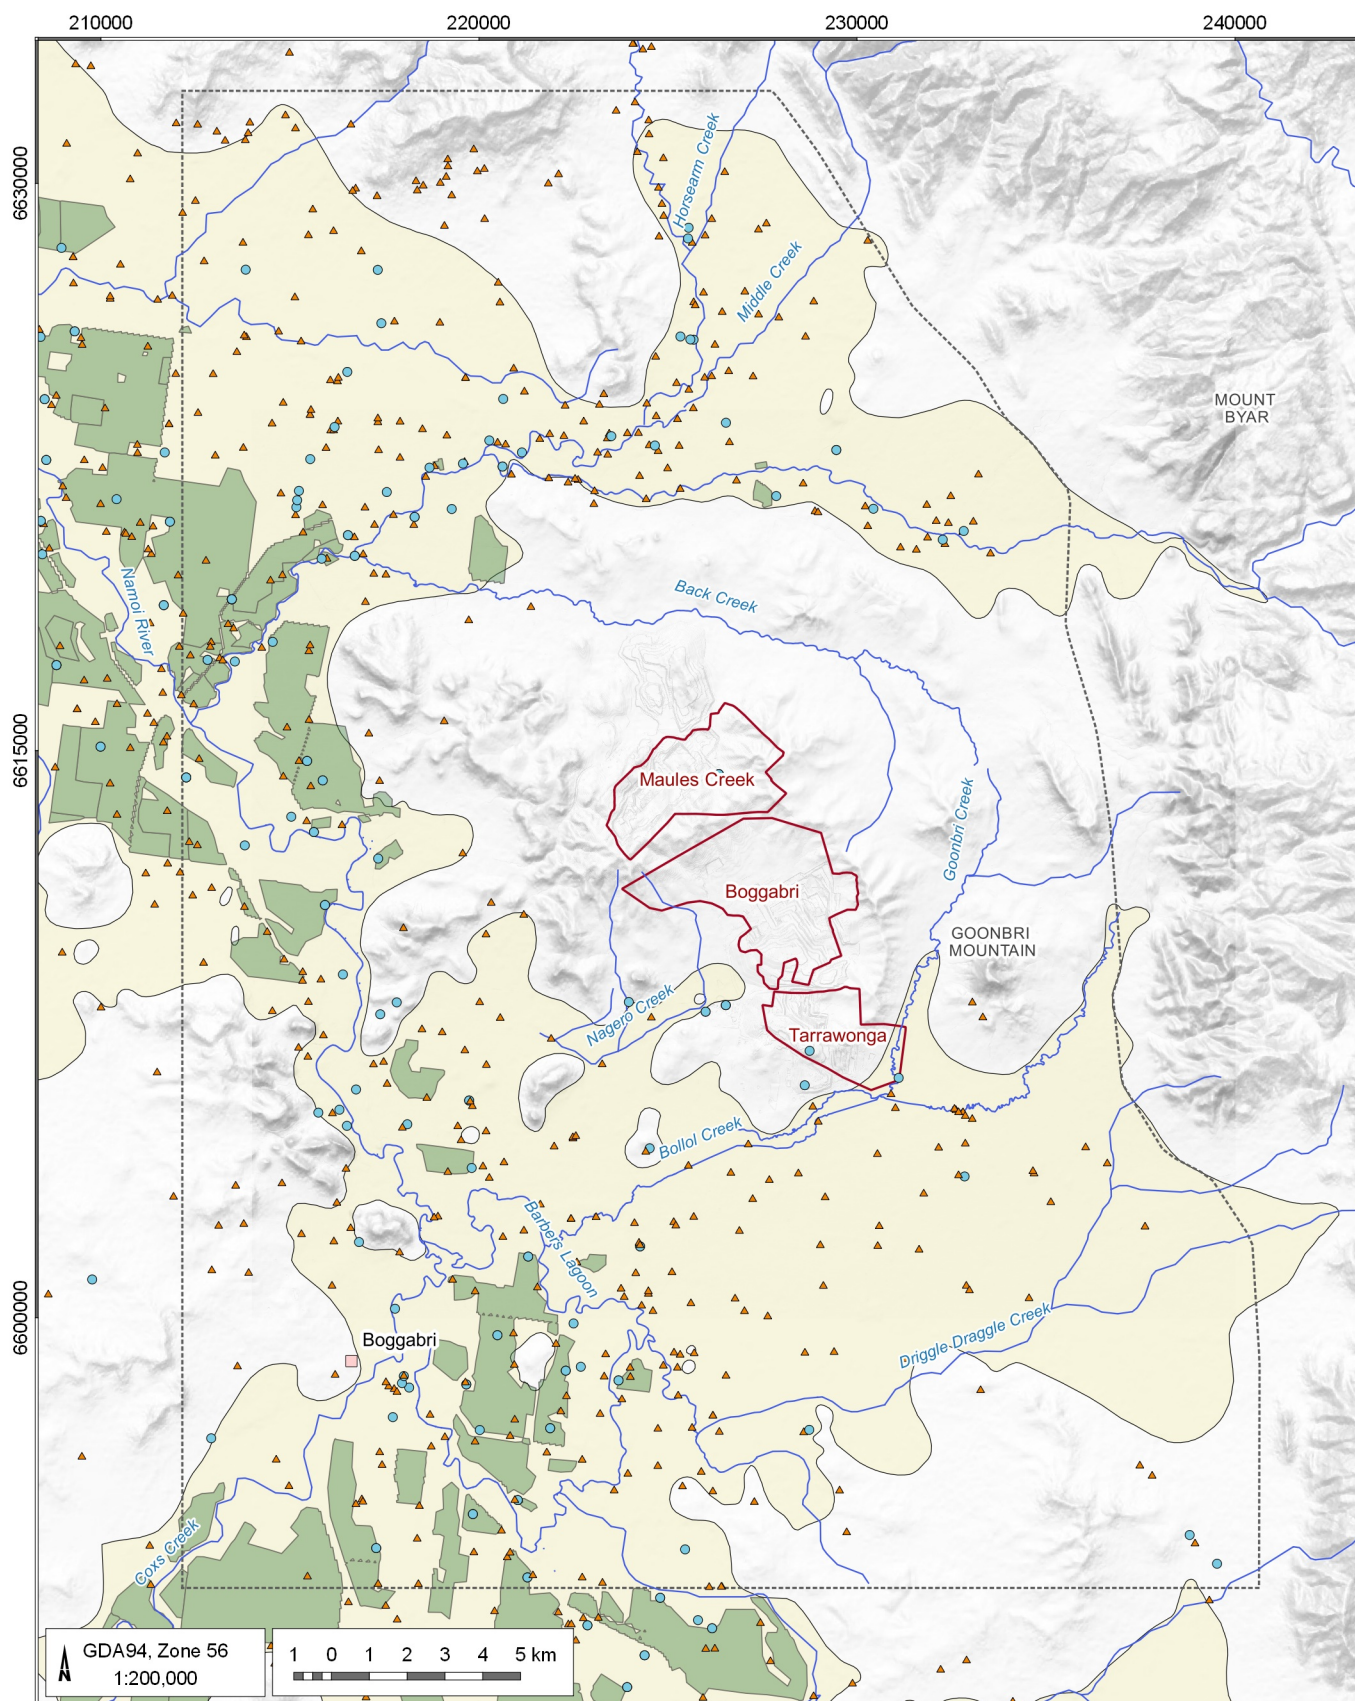 210000
220000
230000
240000
6630000
6615000
6600000
Horsearm Creek
Middle Creek
MOUNT
BYAR
Namoi River
Back Creek
Maules Creek
Goonbri Creek
Boggabri
GOONBRI
MOUNTAIN
Nagero Creek
Tarrawonga
Bollol Creek
Barbers Lagoon
Boggabri
Driggle Draggle Creek
Coxs Creek
N
GDA94, Zone 56
1:200,000
1 0 1 2 3 4 5 km